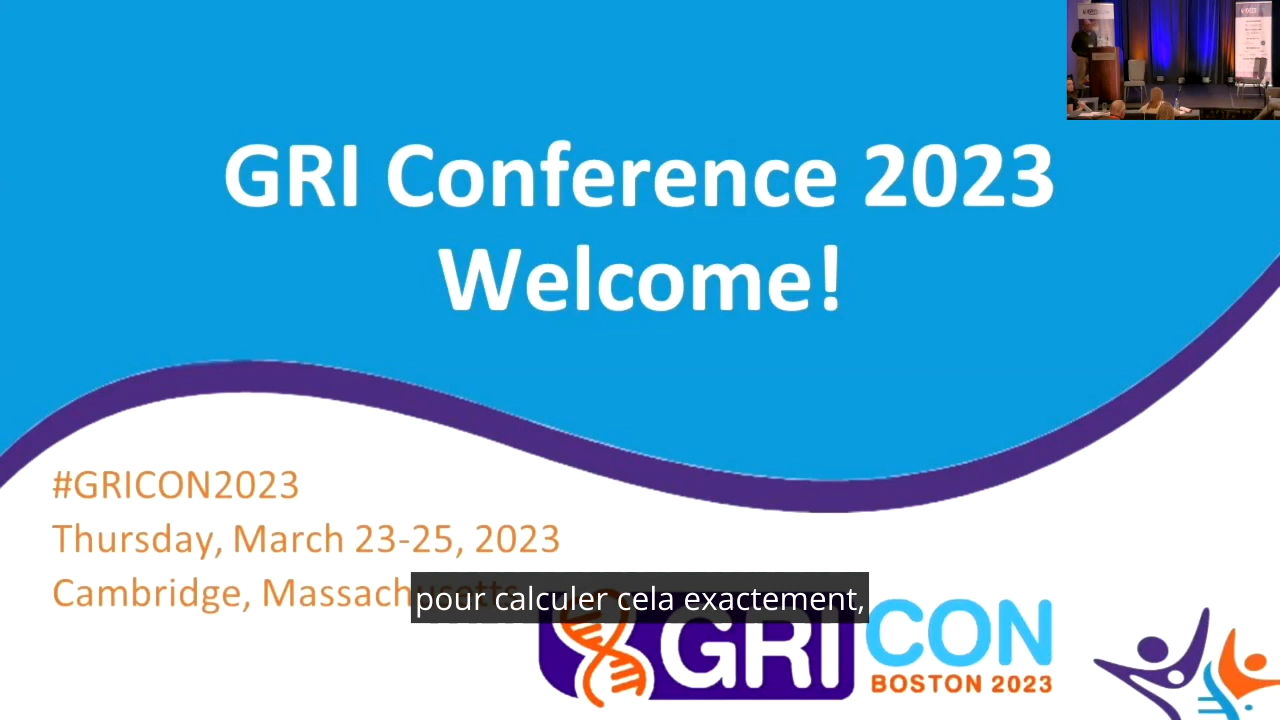 GRI Conference 2023
Welcome!
#GRICON2023
Thursday, March 23-25, 2023
Cambridge, Massachusetts
pour calculer cela exactement,
GRI CON
BOSTON 2023